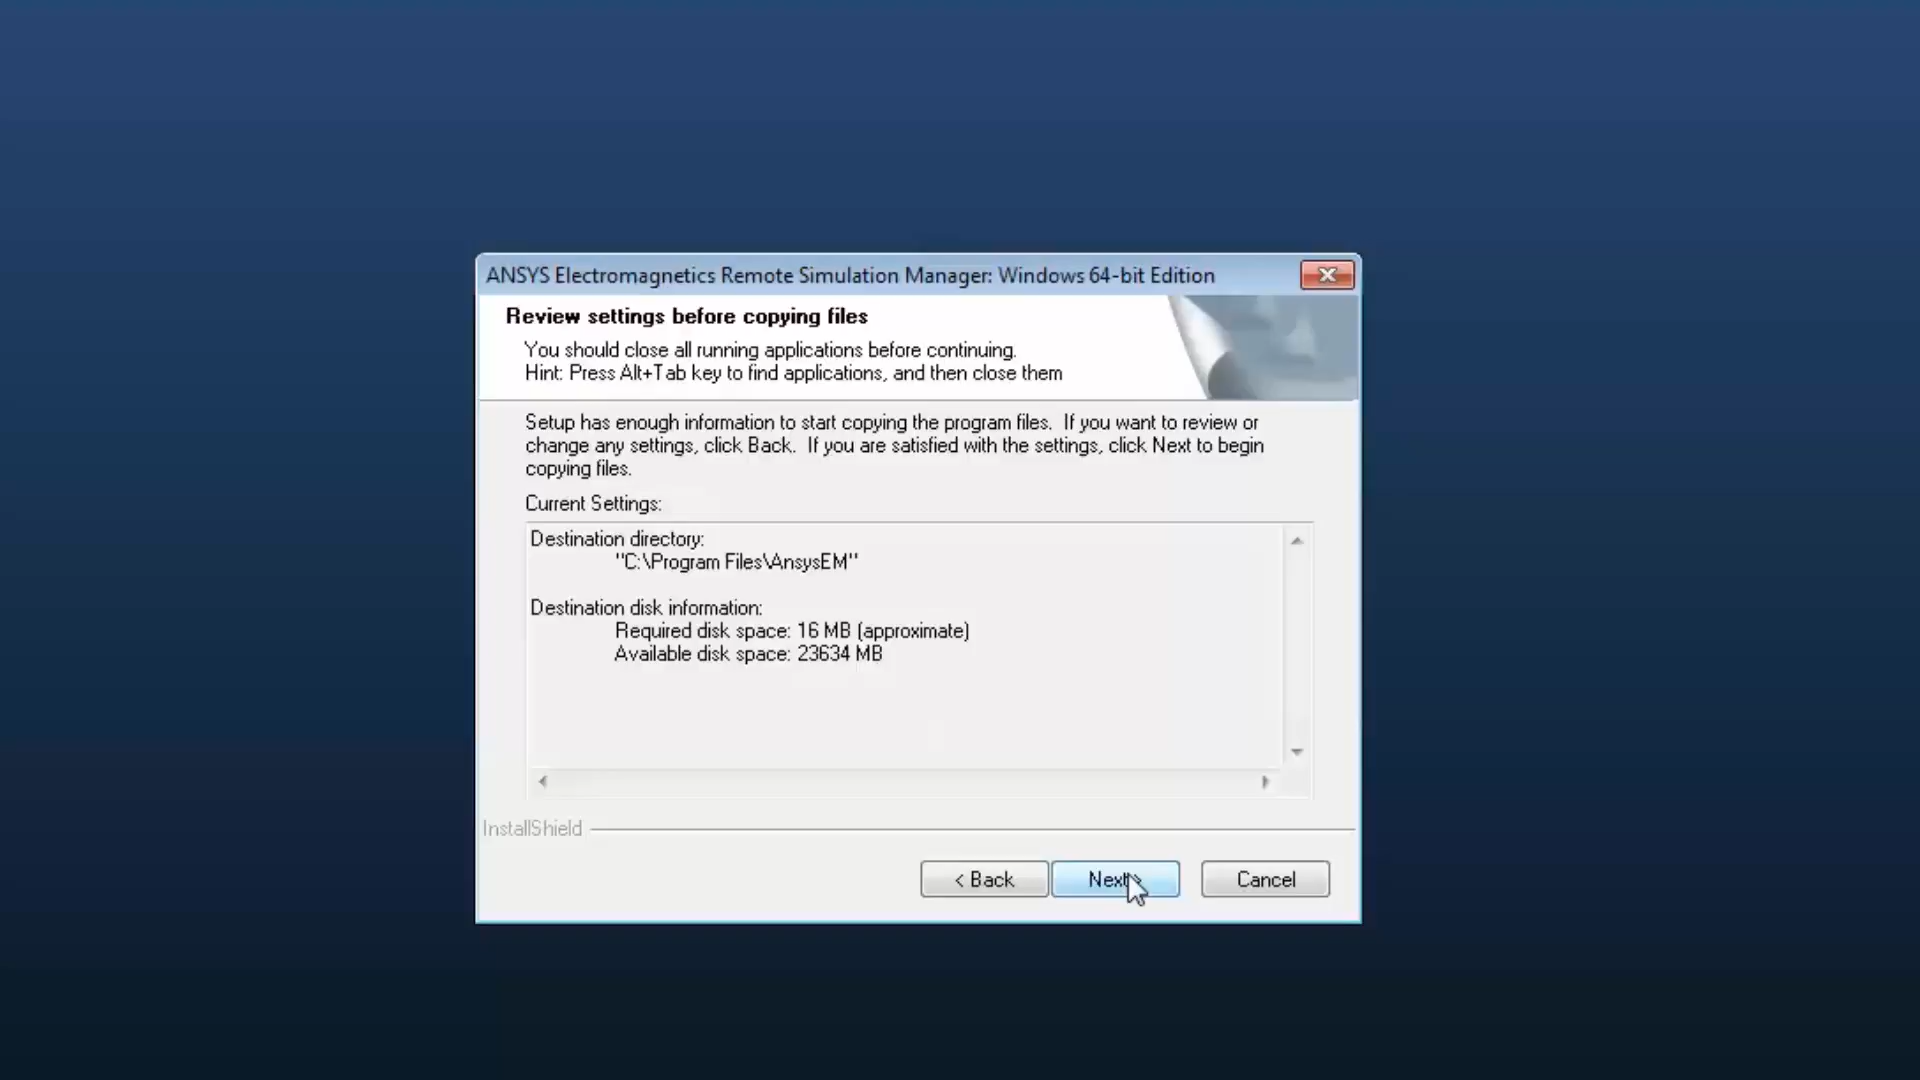 ANSYS Electromagnetics Remote Simulation Manager: Windows 64-bit Edition
Review settings before copying files
You should close all running applications before continuing.
Hint: Press Alt+Tab key to find applications, and then close them
Setup has enough information to start copying the program files.  If you want to review or
change any settings, click Back.  If you are satisfied with the settings, click Next to begin
copying files.
Current Settings:
Destination directory:
"C:\Program Files\AnsysEM"
Destination disk information:
Required disk space: 16 MB (approximate)
Available disk space: 23634 MB
InstallShield
< Back
Next >
Cancel